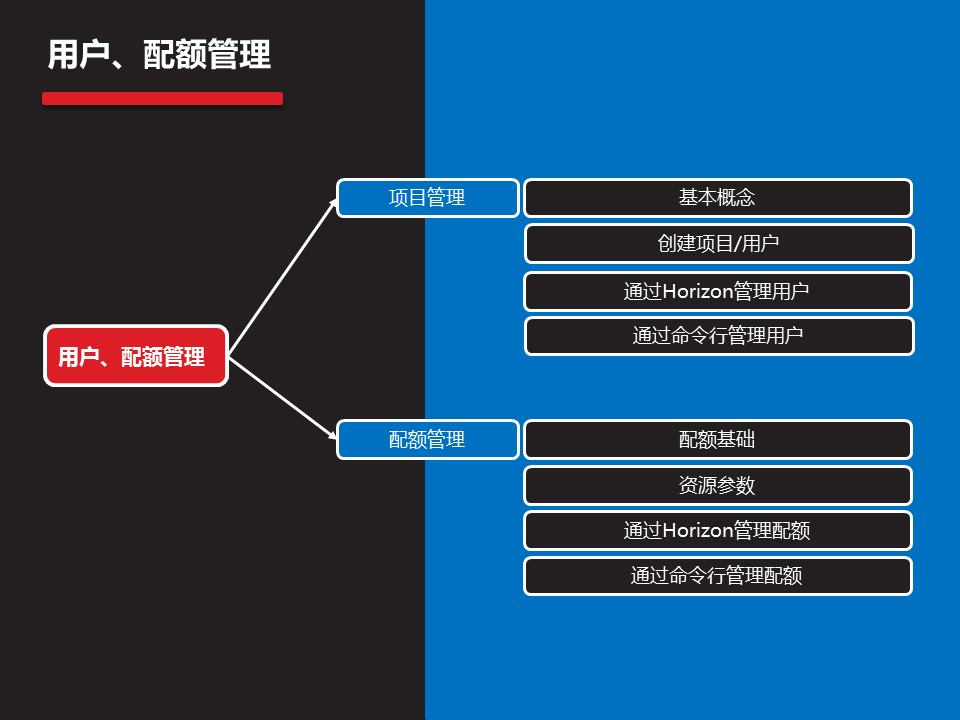 用户、配额管理
用户、配额管理
项目管理
基本概念
创建项目/用户
通过Horizon管理用户
通过命令行管理用户
配额管理
配额基础
资源参数
通过Horizon管理配额
通过命令行管理配额